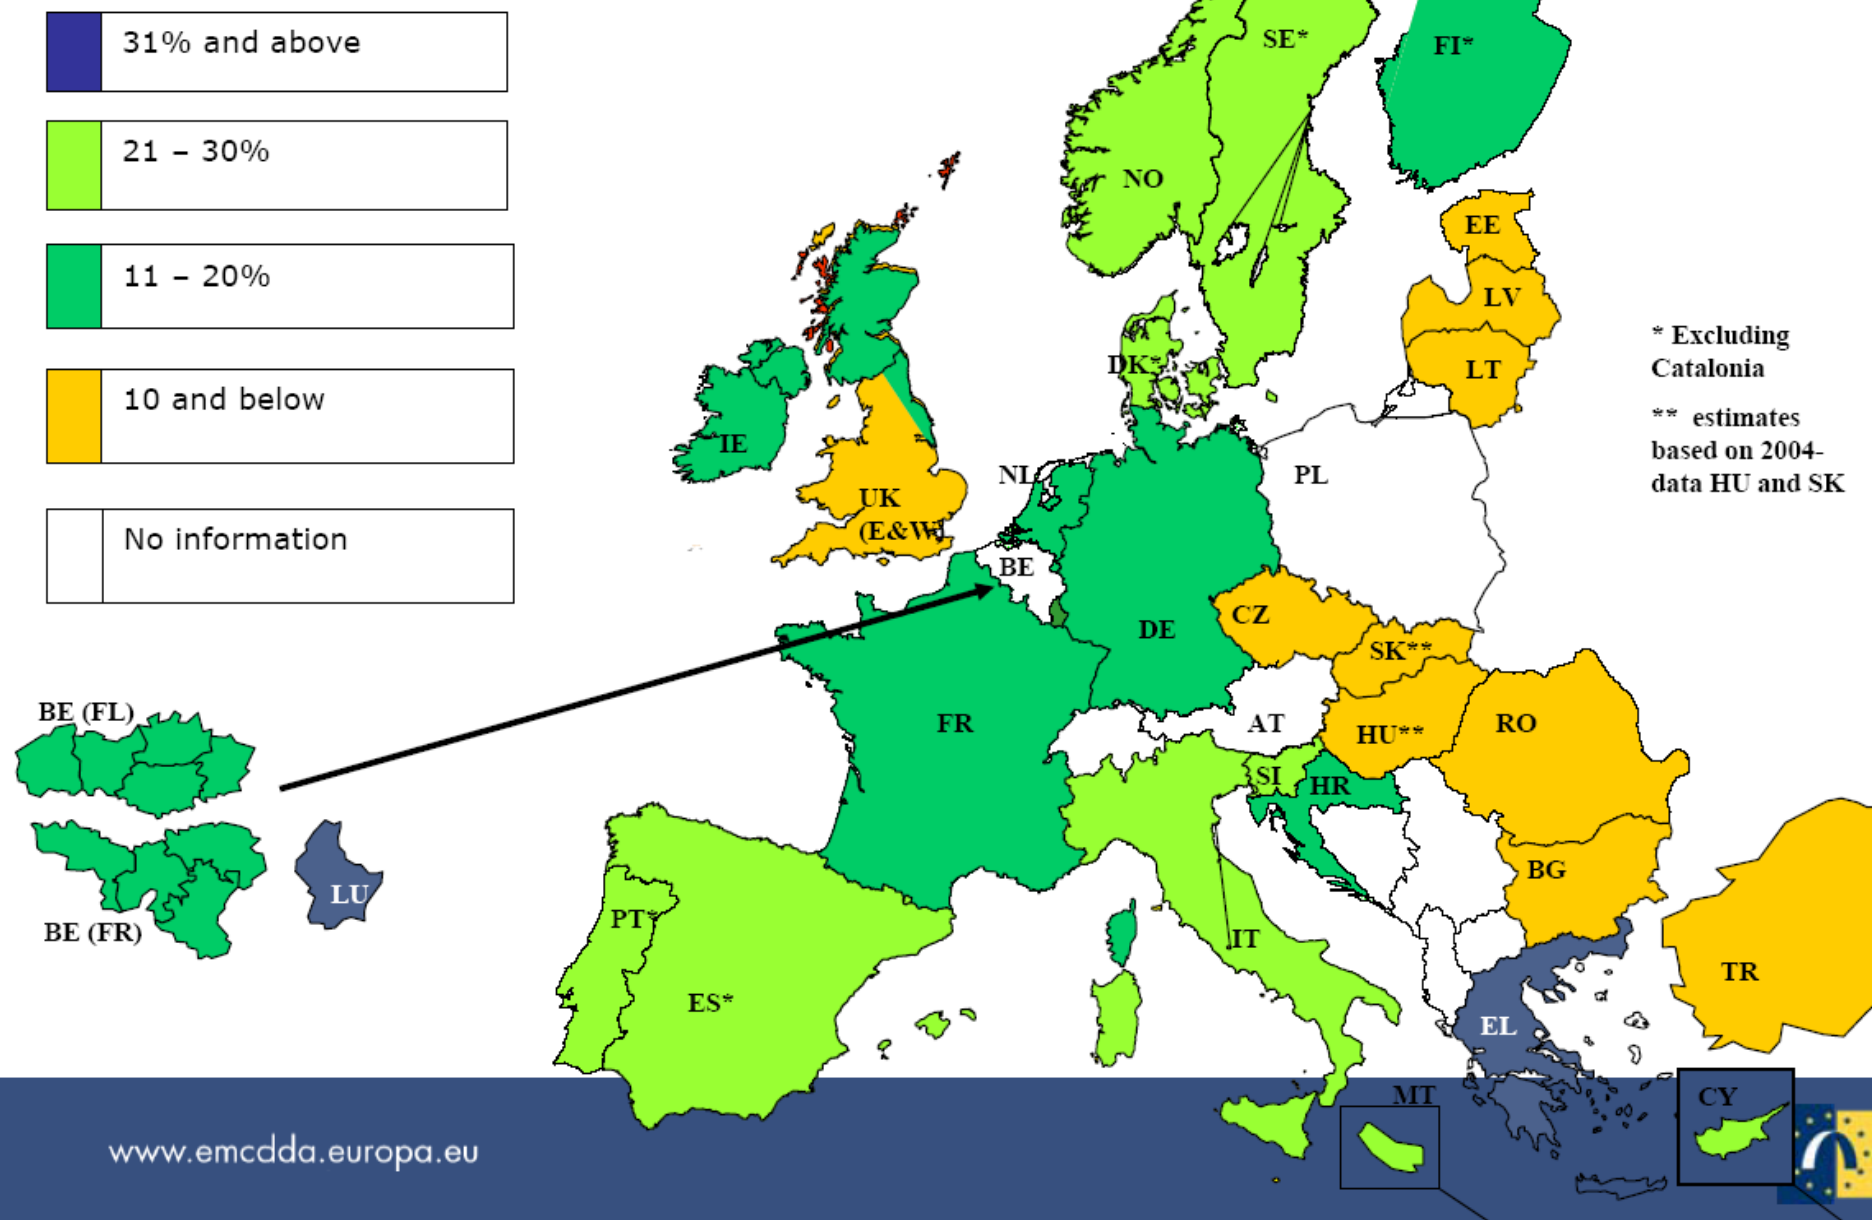 31% and above
21 – 30%
11 – 20%
10 and below
No information
SE*
FI*
NO
EE
LV
LT
DK*
* Excluding
Catalonia
** estimates
based on 2004-
data HU and SK
IE
NL
PL
UK
(E&W)
BE
CZ
DE
SK**
BE (FL)
FR
AT
HU**
RO
SI
HR
LU
BG
PT*
BE (FR)
IT
TR
ES*
EL
MT
CY
www.emcdda.europa.eu